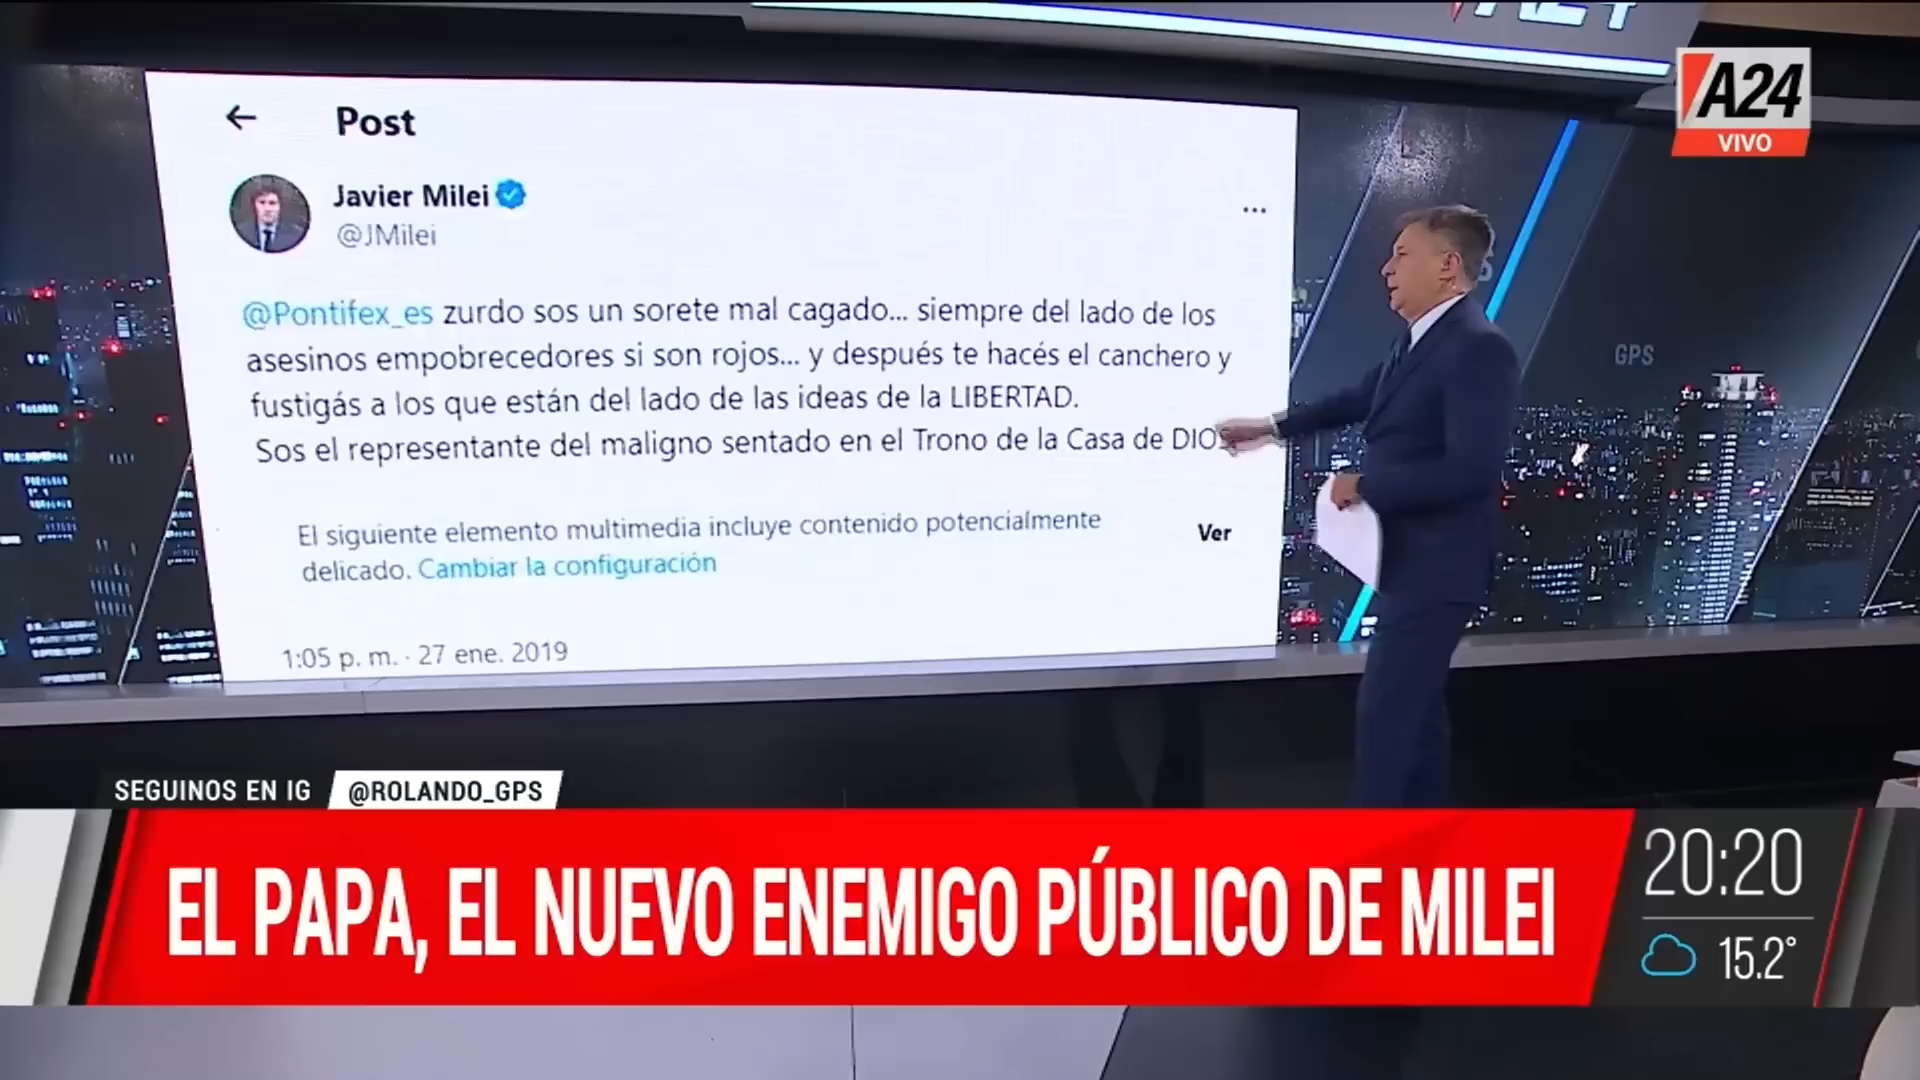 A24
VIVO
Post
Javier Milei
@JMilei
@Pontifex_es zurdo sos un sorete mal cagado... siempre del lado de los
asesinos empobrecedores si son rojos... y después te hacés el canchero y
fustigás a los que están del lado de las ideas de la LIBERTAD.
Sos el representante del maligno sentado en el Trono de la Casa de DIOS
El siguiente elemento multimedia incluye contenido potencialmente
delicado. Cambiar la configuración
Ver
1:05 p. m. · 27 ene. 2019
GPS
SEGUINOS EN IG @ROLANDO_GPS
EL PAPA, EL NUEVO ENEMIGO PÚBLICO DE MILEI
20:20
15.2°